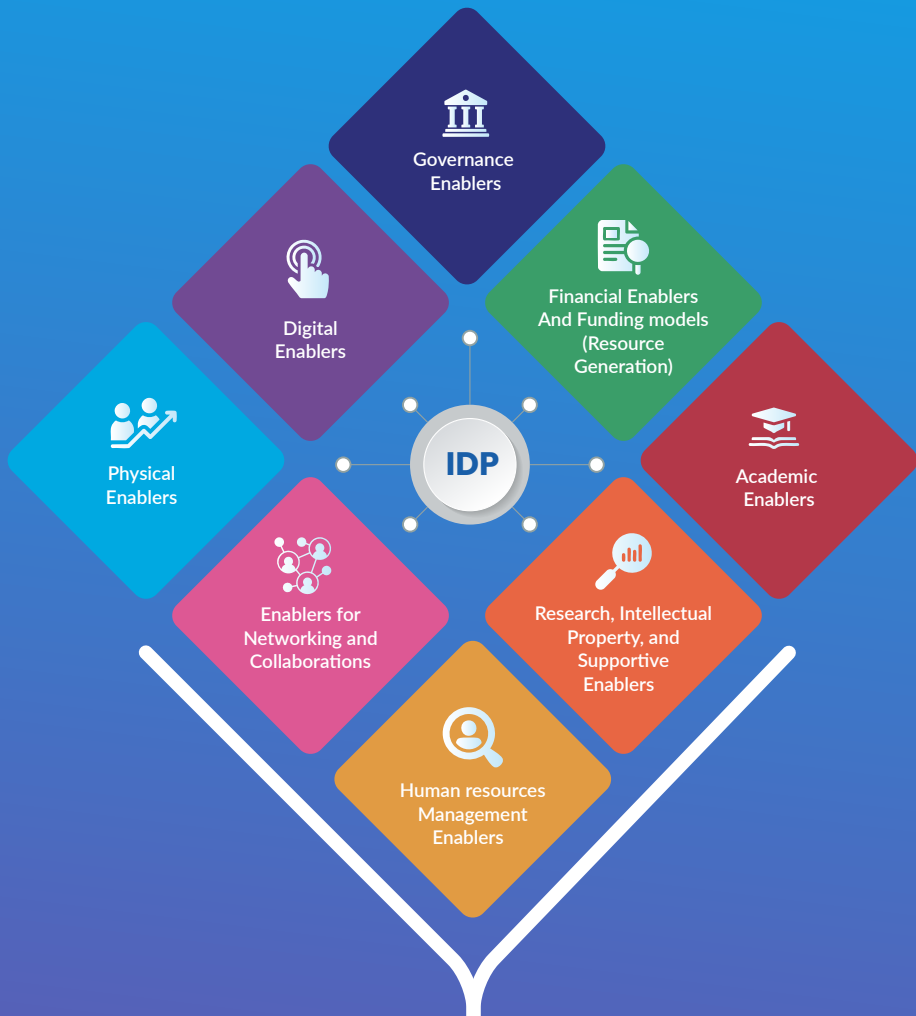 Governance
Enablers
Financial Enablers
And Funding models
(Resource
Generation)
Digital
Enablers
Academic
Enablers
Physical
Enablers
IDP
Enablers for
Networking and
Collaborations
Research, Intellectual
Property, and
Supportive
Enablers
Human resources
Management
Enablers